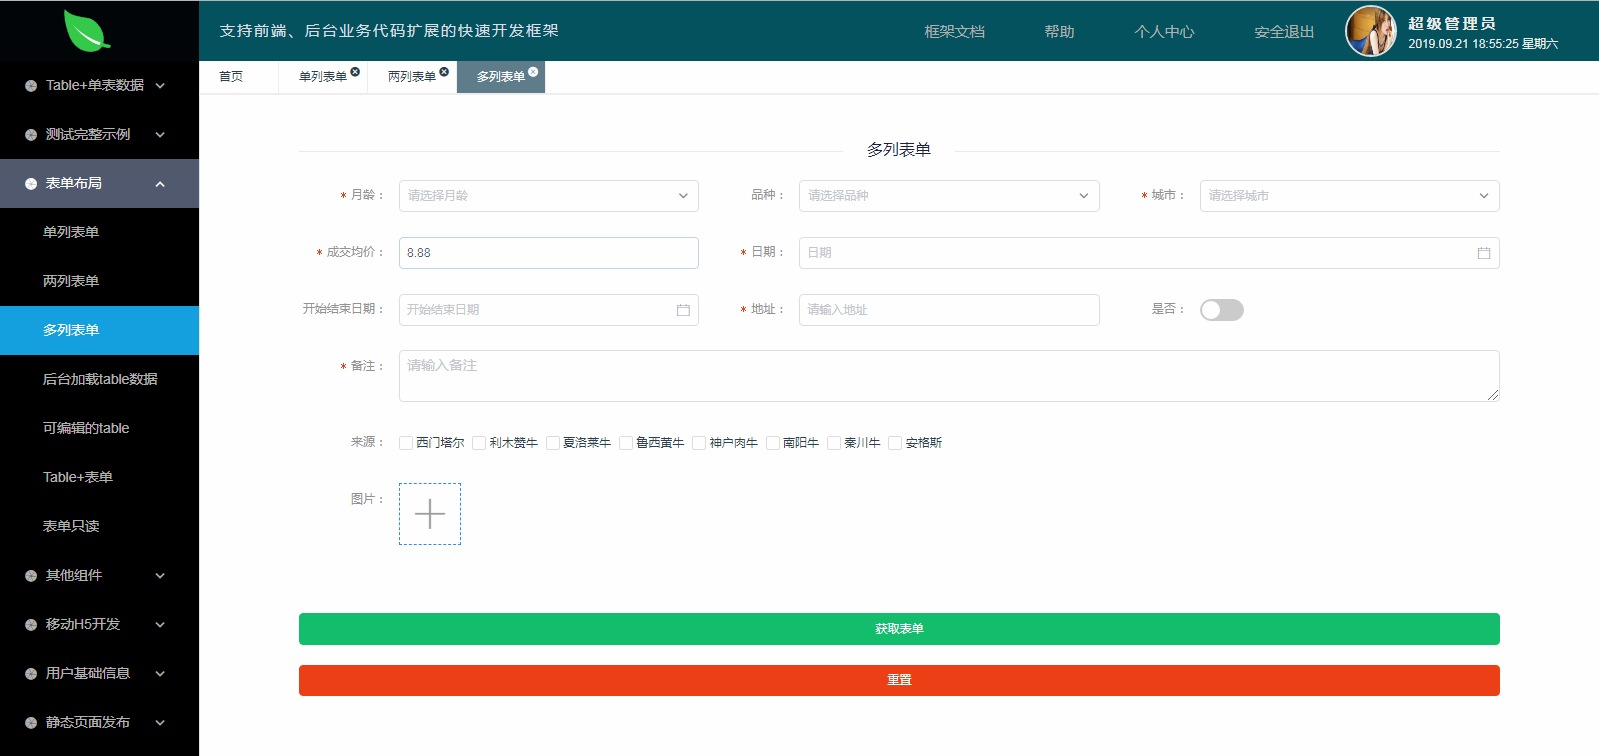 支持前端、后台业务代码扩展的快速开发框架
框架文档
帮助
个人中心
安全退出
超级管理员
2019.09.21 18:55:25 星期六
首页
单列表单
两列表单
多列表单
Table+单表数据
测试完整示例
表单布局
单列表单
两列表单
多列表单
后台加载table数据
可编辑的table
Table+表单
表单只读
其他组件
移动H5开发
用户基础信息
静态页面发布
多列表单
* 月龄：
请选择月龄
品种：
请选择品种
* 城市：
请选择城市
* 成交均价：
8.88
* 日期：
日期
开始结束日期：
开始结束日期
* 地址：
请输入地址
是否：
* 备注：
请输入备注
来源：
西门塔尔 利木赞牛 夏洛莱牛 鲁西黄牛 神户肉牛 南阳牛 秦川牛 安格斯
图片：
获取表单
重置